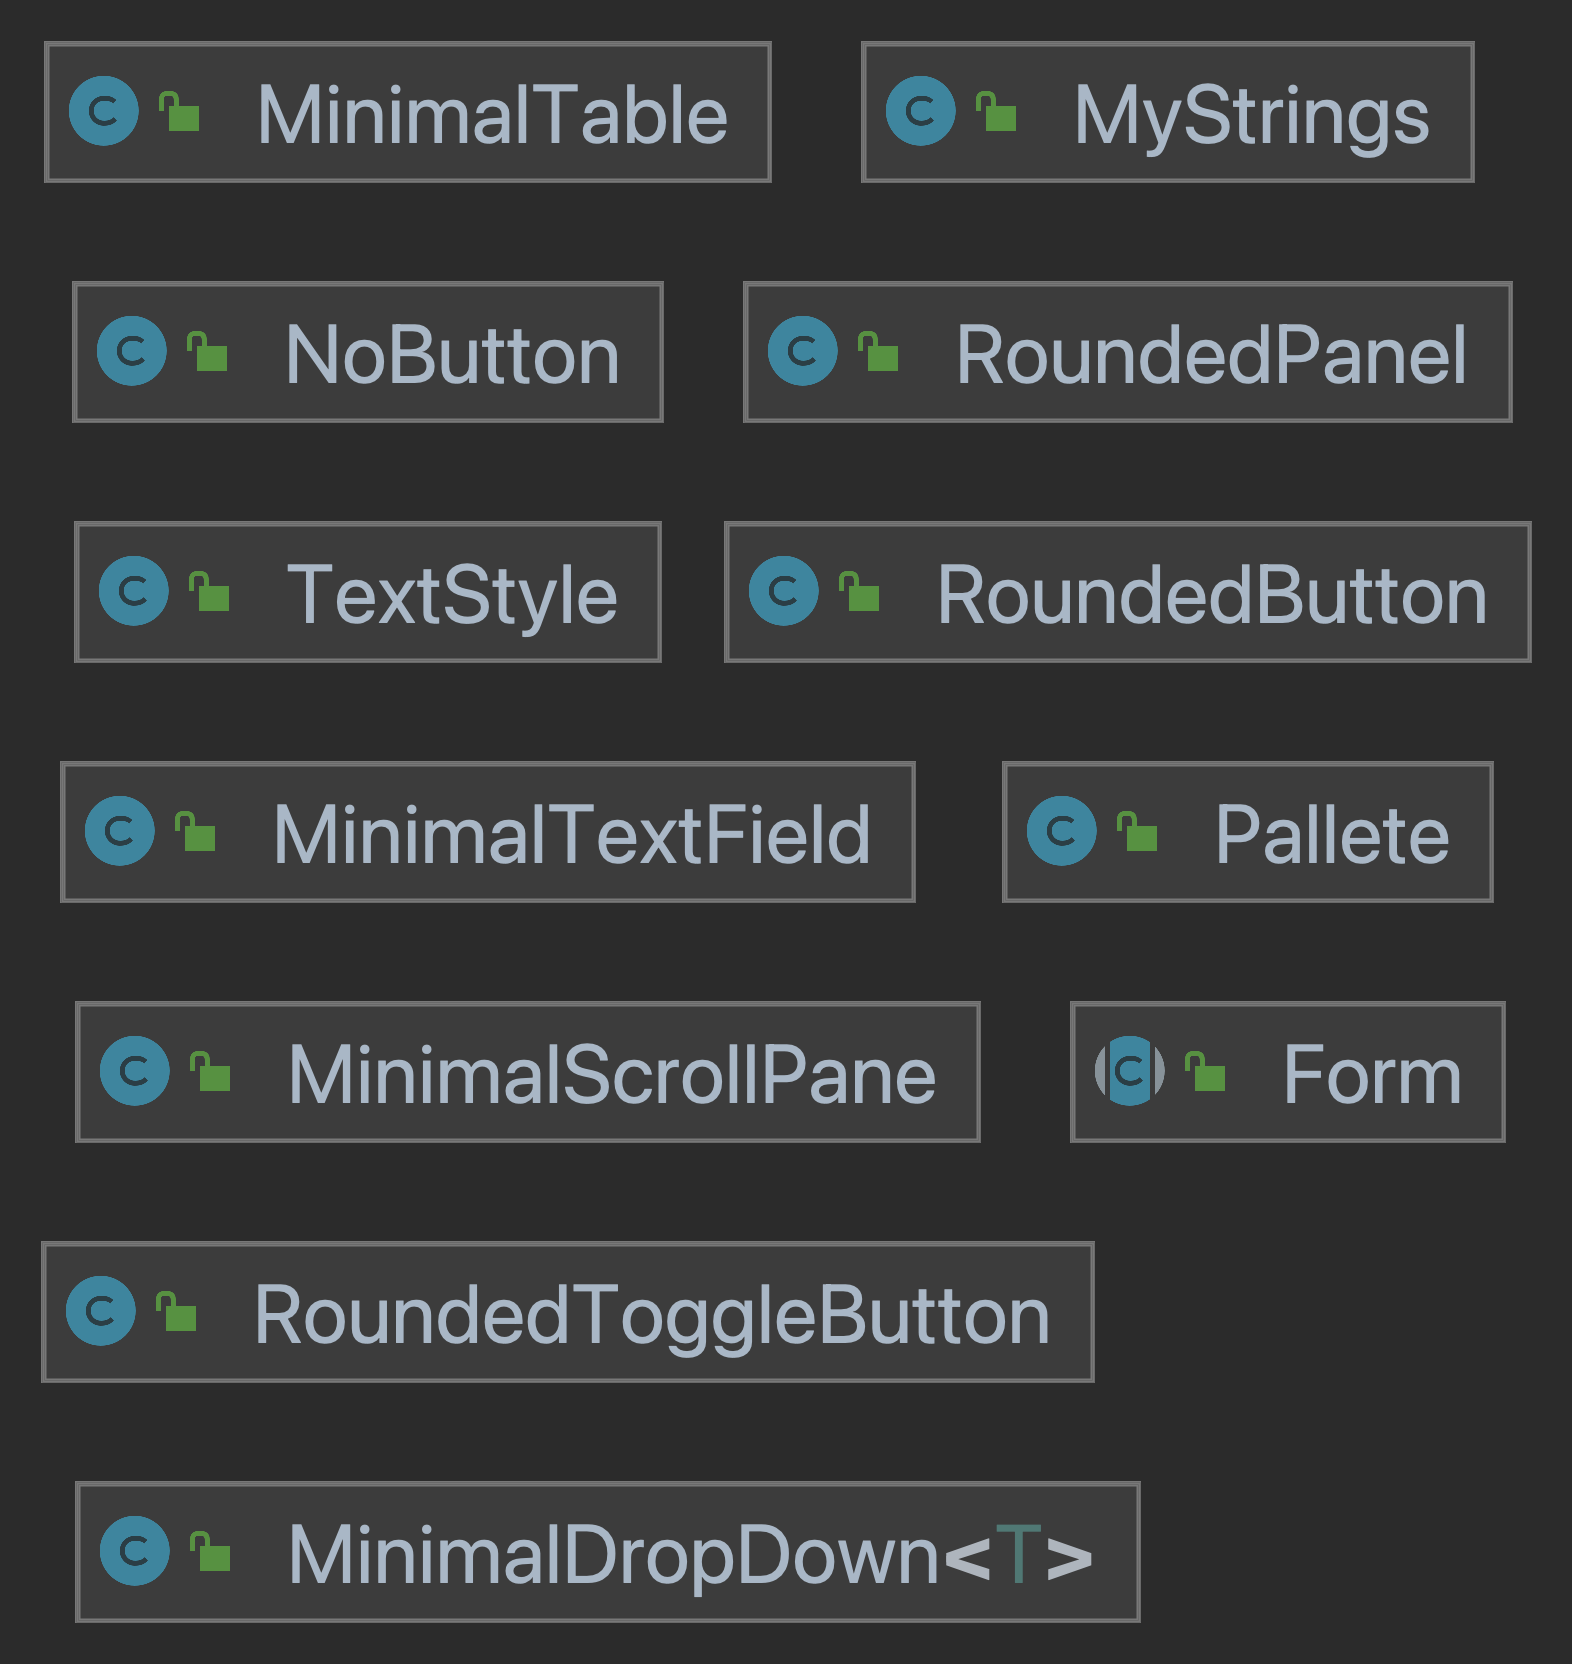 MinimalTable
MyStrings
NoButton
RoundedPanel
TextStyle
RoundedButton
MinimalTextField
Pallete
MinimalScrollPane
Form
RoundedToggleButton
MinimalDropDown<T>